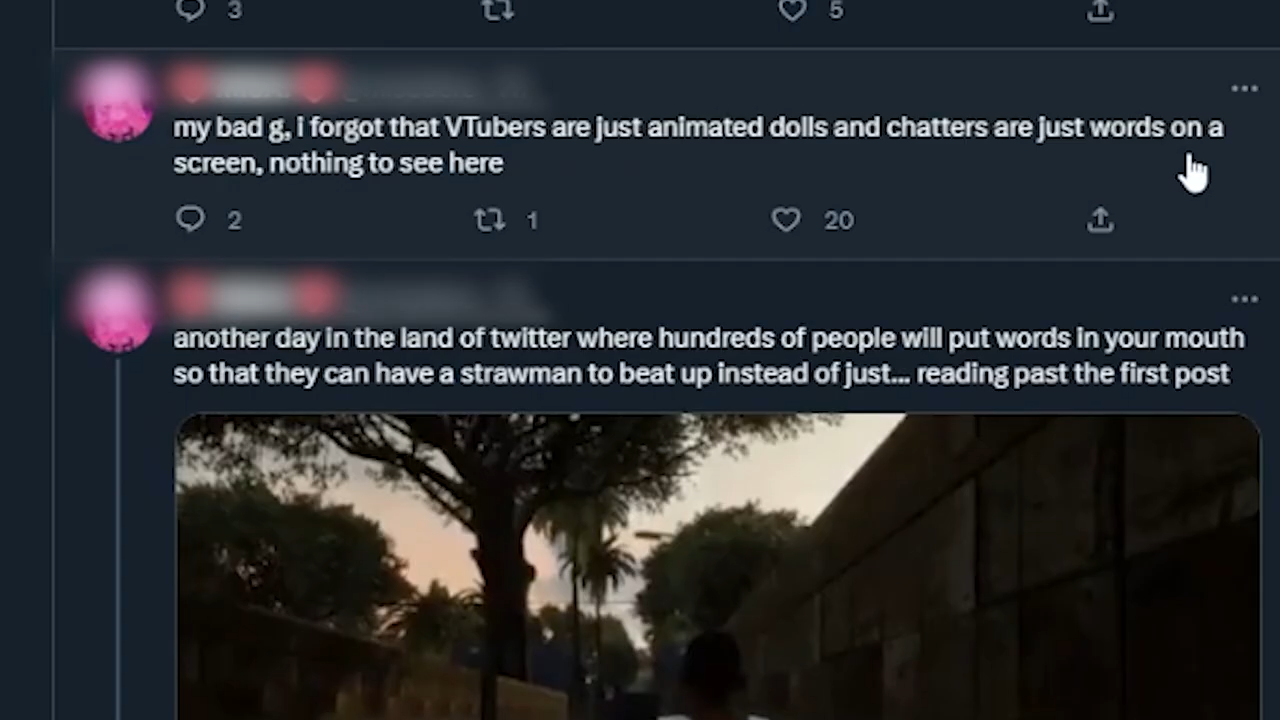 3
5
my bad g, i forgot that VTubers are just animated dolls and chatters are just words on a
screen, nothing to see here
2
1
20
another day in the land of twitter where hundreds of people will put words in your mouth
so that they can have a strawman to beat up instead of just... reading past the first post